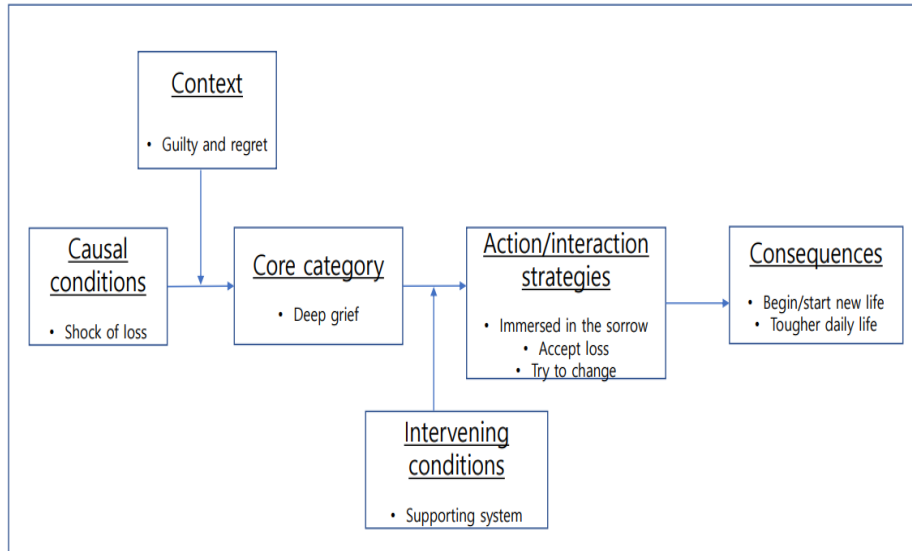 Context
• Guilty and regret
Causal
conditions
• Shock of loss
Core category
• Deep grief
Action/interaction
strategies
• Immersed in the sorrow
• Accept loss
• Try to change
Consequences
• Begin/start new life
• Tougher daily life
Intervening
conditions
• Supporting system